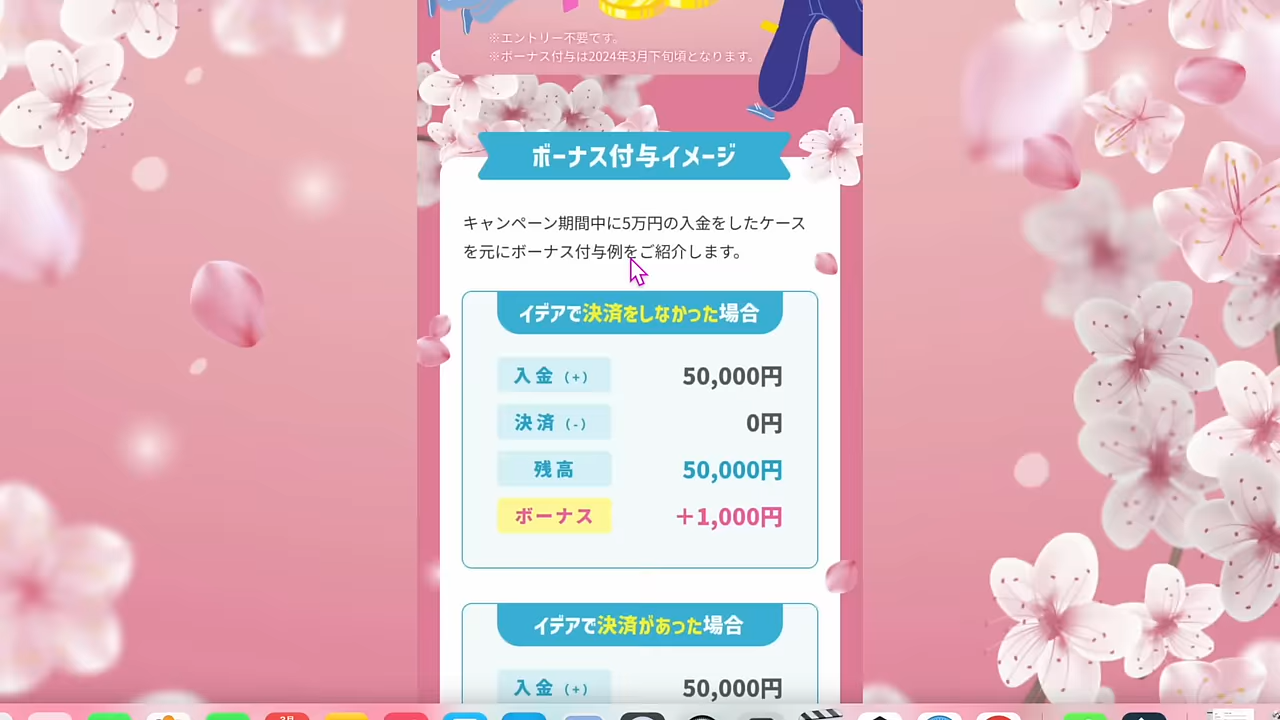 ※エントリー不要です。
※ボーナス付与は2024年3月下旬頃となります。
ボーナス付与イメージ
キャンペーン期間中に5万円の入金をしたケース
を元にボーナス付与例をご紹介します。
イデアで決済をしなかった場合
入金（+） 50,000円
決済（-） 0円
残高 50,000円
ボーナス ＋1,000円
イデアで決済があった場合
入金（+） 50,000円
3月